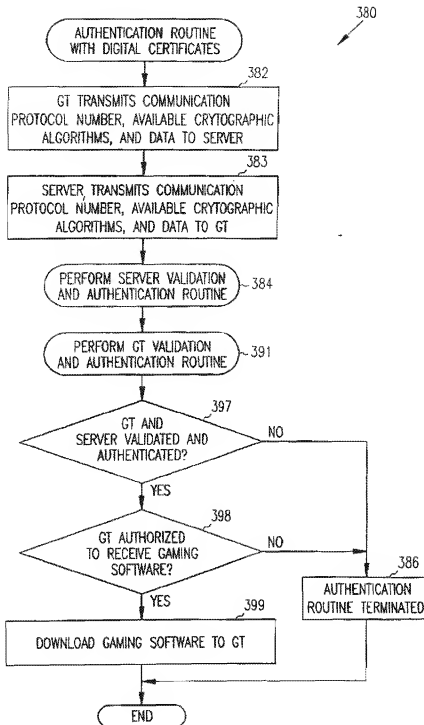 380
AUTHENTICATION ROUTINE
WITH DIGITAL CERTIFICATES
382
GT TRANSMITS COMMUNICATION
PROTOCOL NUMBER, AVAILABLE CRYTOGRAPHIC
ALGORITHMS, AND DATA TO SERVER
383
SERVER TRANSMITS COMMUNICATION
PROTOCOL NUMBER, AVAILABLE CRYTOGRAPHIC
ALGORITHMS, AND DATA TO GT
PERFORM SERVER VALIDATION
AND AUTHENTICATION ROUTINE
384
PERFORM GT VALIDATION
AND AUTHENTICATION ROUTINE
391
397
GT AND
SERVER VALIDATED AND
AUTHENTICATED?
NO
YES
398
GT AUTHORIZED
TO RECEIVE GAMING
SOFTWARE?
NO
YES
386
AUTHENTICATION
ROUTINE TERMINATED
399
DOWNLOAD GAMING SOFTWARE TO GT
END